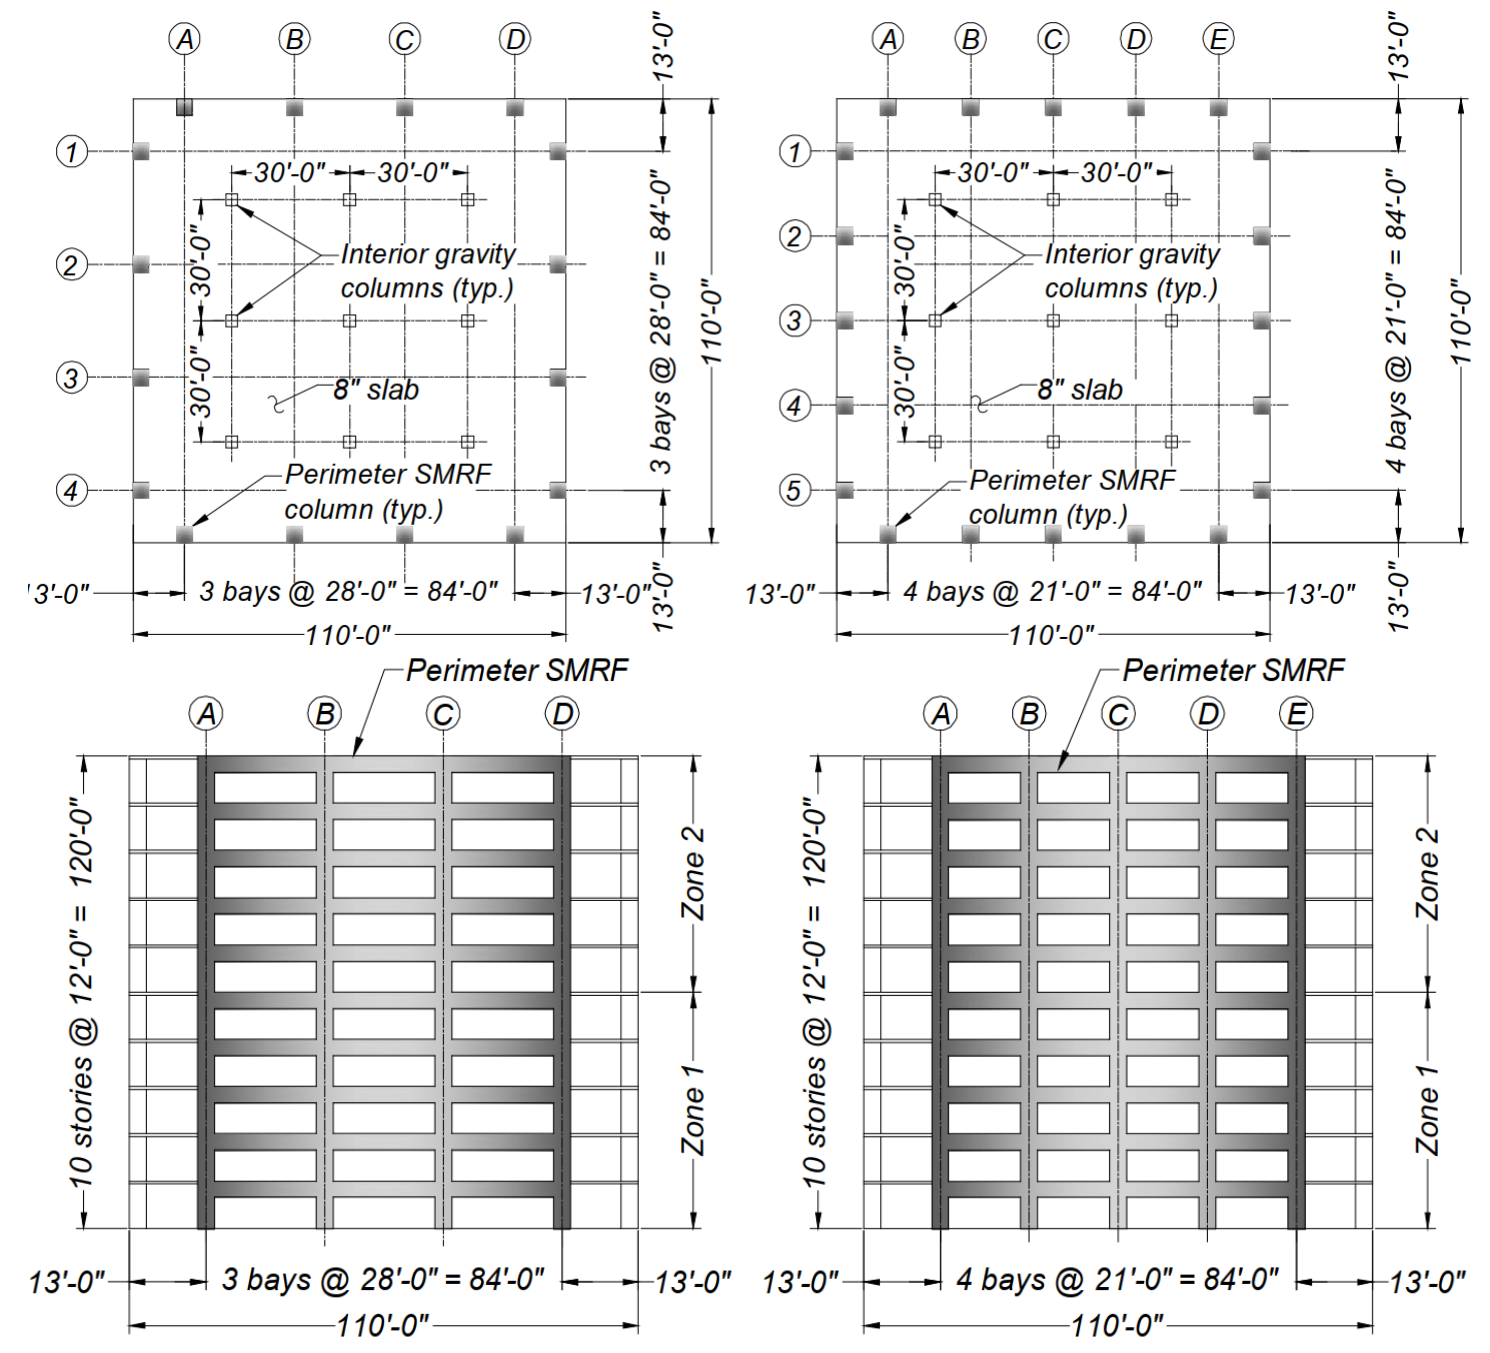 A B C D
13'-0"
1
30'-0" 30'-0"
30'-0"
Interior gravity
columns (typ.)
2
3 bays @ 28'-0" = 84'-0"
110'-0"
3
30'-0"
8" slab
4
Perimeter SMRF
column (typ.)
13'-0"
13'-0" 3 bays @ 28'-0" = 84'-0" 13'-0"
110'-0"
A B C D E
13'-0"
1
30'-0" 30'-0"
2
30'-0"
Interior gravity
columns (typ.)
4 bays @ 21'-0" = 84'-0"
110'-0"
3
30'-0"
8" slab
4
5
Perimeter SMRF
column (typ.)
13'-0"
13'-0" 4 bays @ 21'-0" = 84'-0" 13'-0"
110'-0"
Perimeter SMRF
A B C D
10 stories @ 12'-0" = 120'-0"
Zone 2
Zone 1
13'-0" 3 bays @ 28'-0" = 84'-0" 13'-0"
110'-0"
Perimeter SMRF
A B C D E
10 stories @ 12'-0" = 120'-0"
Zone 2
Zone 1
13'-0" 4 bays @ 21'-0" = 84'-0" 13'-0"
110'-0"